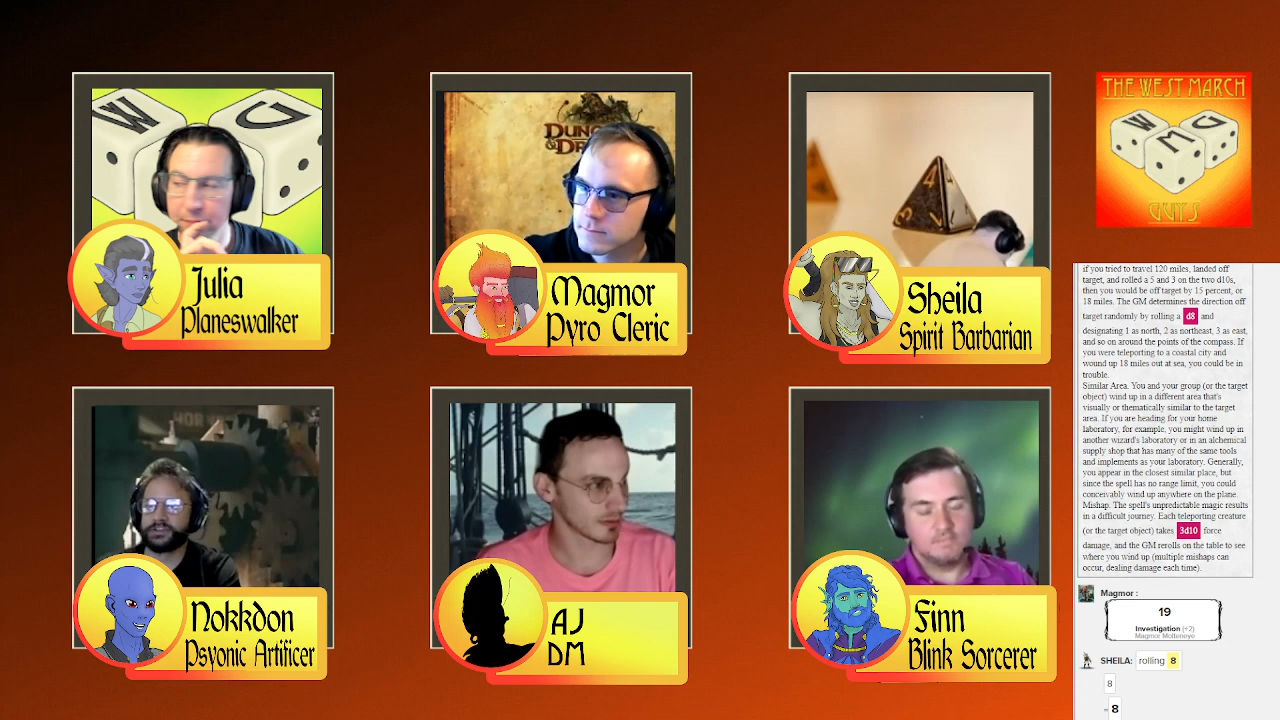 W G
DUNGEONS
& DRA
4
THE WEST MARCH
W M G
GUYS
Julia
Planeswalker
Magmor
Pyro Cleric
Sheila
Spirit Barbarian
if you tried to travel 120 miles, landed off
target, and rolled a 5 and 3 on the two d10s,
then you would be off target by 15 percent, or
18 miles. The GM determines the direction off
target randomly by rolling a d8 and
designating 1 as north, 2 as northeast, 3 as east,
and so on around the points of the compass. If
you were teleporting to a coastal city and
wound up 18 miles out at sea, you could be in
trouble.
Similar Area. You and your group (or the target
object) wind up in a different area that's
visually or thematically similar to the target
area. If you are heading for your home
laboratory, for example, you might wind up in
another wizard's laboratory or in an alchemical
supply shop that has many of the same tools
and implements as your laboratory. Generally,
you appear in the closest similar place, but
since the spell has no range limit, you could
conceivably wind up anywhere on the plane.
Mishap. The spell's unpredictable magic results
in a difficult journey. Each teleporting creature
(or the target object) takes 3d10 force
damage, and the GM rerolls on the table to see
where you wind up (multiple mishaps can
occur, dealing damage each time).
Nokkdon
Psyonic Artificer
AJ
DM
Finn
Blink Sorcerer
Magmor :
19
Investigation (+2)
Magmor Molteneye
SHEILA: rolling 8
8
=8